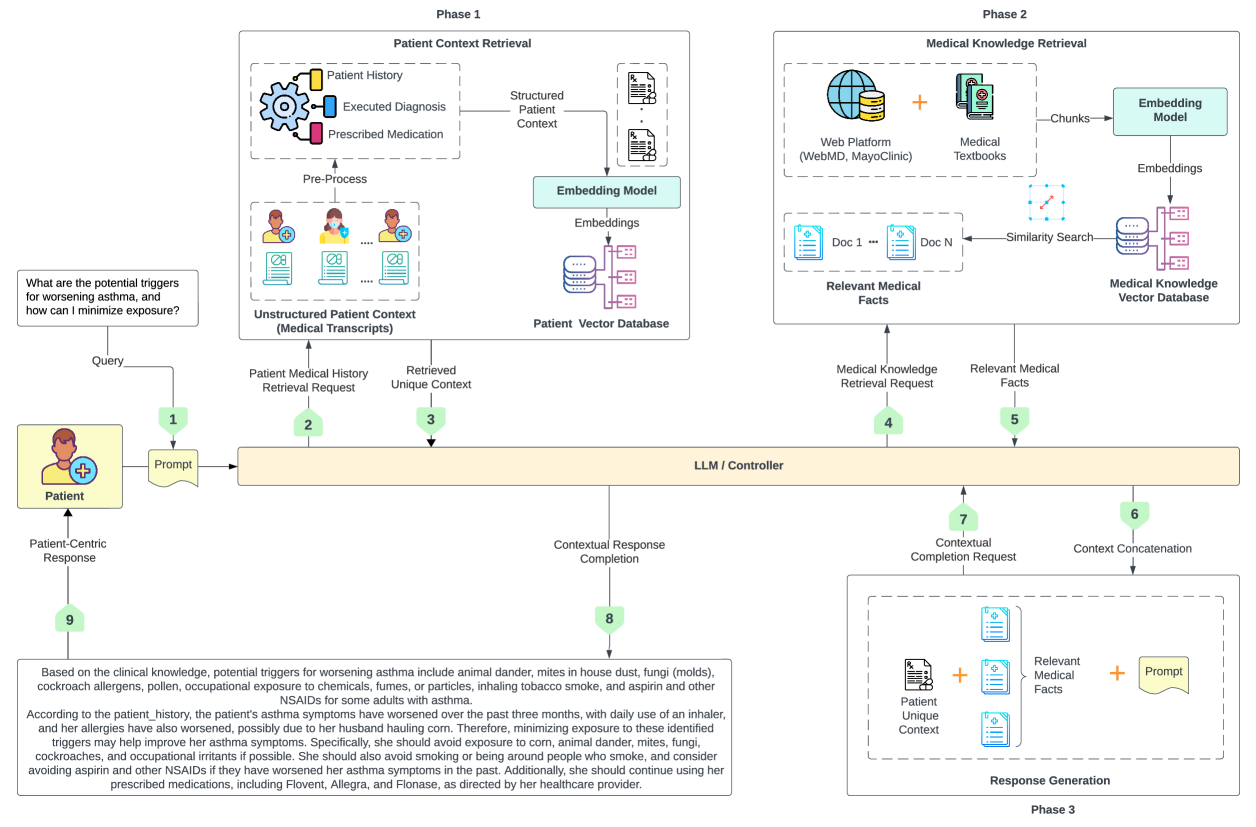 Phase 1
Phase 2
Patient Context Retrieval
Patient History
Executed Diagnosis
Prescribed Medication
Structured
Patient
Context
Pre-Process
Embedding Model
Embeddings
....
....
Unstructured Patient Context
(Medical Transcripts)
Patient Vector Database
Medical Knowledge Retrieval
Web Platform
(WebMD, MayoClinic)
+
Medical
Textbooks
Chunks
Embedding
Model
Embeddings
Similarity Search
Doc 1
Doc N
Relevant Medical
Facts
Medical Knowledge
Vector Database
What are the potential triggers
for worsening asthma, and
how can I minimize exposure?
Query
1
Patient Medical History
Retrieval Request
2
Retrieved
Unique Context
3
Medical Knowledge
Retrieval Request
4
Relevant Medical
Facts
5
Patient
Prompt
LLM / Controller
Patient-Centric
Response
9
Contextual Response
Completion
8
7
Contextual
Completion Request
6
Context Concatenation
Based on the clinical knowledge, potential triggers for worsening asthma include animal dander, mites in house dust, fungi (molds),
cockroach allergens, pollen, occupational exposure to chemicals, fumes, or particles, inhaling tobacco smoke, and aspirin and other
NSAIDs for some adults with asthma.
According to the patient_history, the patient's asthma symptoms have worsened over the past three months, with daily use of an inhaler,
and her allergies have also worsened, possibly due to her husband hauling corn. Therefore, minimizing exposure to these identified
triggers may help improve her asthma symptoms. Specifically, she should avoid exposure to corn, animal dander, mites, fungi,
cockroaches, and occupational irritants if possible. She should also avoid smoking or being around people who smoke, and consider
avoiding aspirin and other NSAIDs if they have worsened her asthma symptoms in the past. Additionally, she should continue using her
prescribed medications, including Flovent, Allegra, and Flonase, as directed by her healthcare provider.
Rx
Rx
Rx
Patient
Unique
Context
+
Relevant
Medical
Facts
+
Prompt
Response Generation
Phase 3